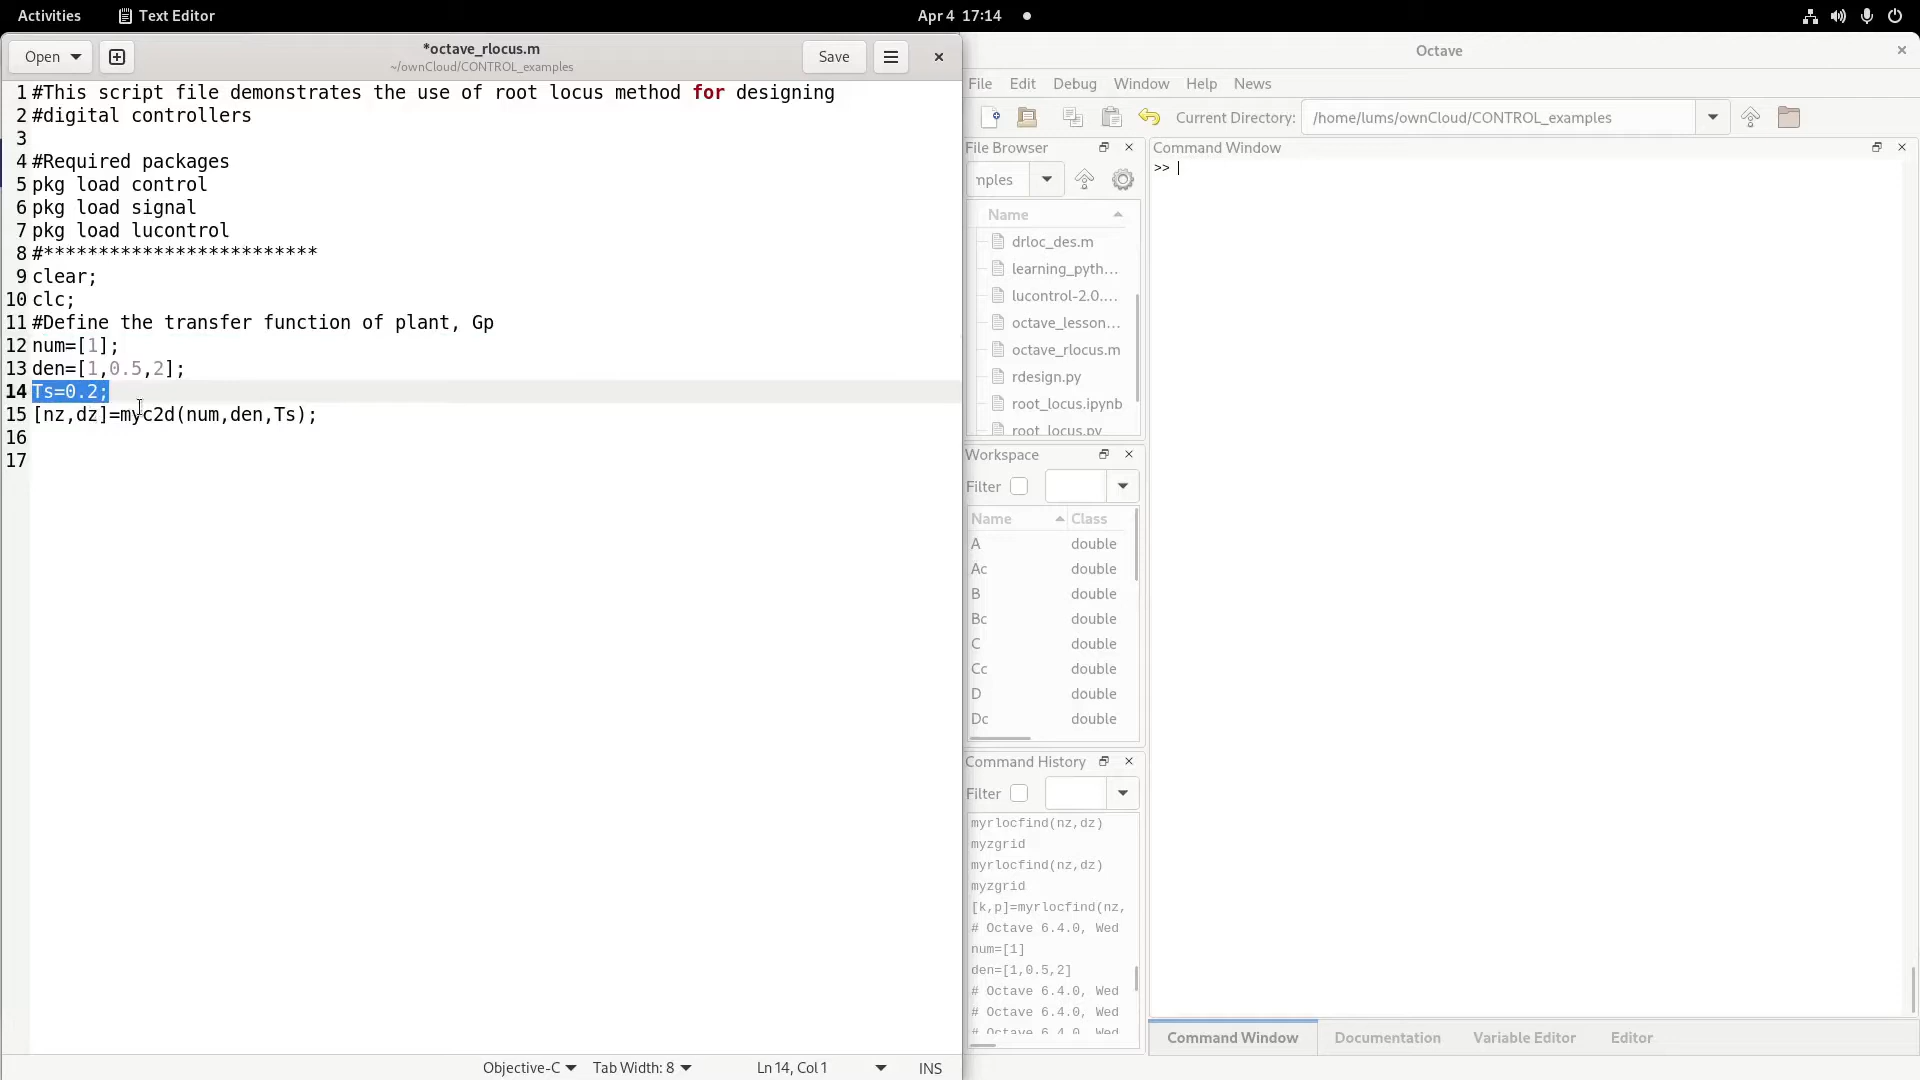 Activities
Text Editor
Apr 4 17:14
Open
*octave_rlocus.m
~/ownCloud/CONTROL_examples
Save
1 #This script file demonstrates the use of root locus method for designing
2 #digital controllers
3
4 #Required packages
5 pkg load control
6 pkg load signal
7 pkg load lucontrol
8 #*************************
9 clear;
10 clc;
11 #Define the transfer function of plant, Gp
12 num=[1];
13 den=[1,0.5,2];
14 Ts=0.2;
15 [nz,dz]=myc2d(num,den,Ts);
16
17
Objective-C
Tab Width: 8
Ln 14, Col 1
INS
Octave
File Edit Debug Window Help News
Current Directory: /home/lums/ownCloud/CONTROL_examples
File Browser
mples
Name
drloc_des.m
learning_pyth...
lucontrol-2.0....
octave_lesson...
octave_rlocus.m
rdesign.py
root_locus.ipynb
root_locus.py
Workspace
Filter
Name Class
A double
Ac double
B double
Bc double
C double
Cc double
D double
Dc double
Command History
Filter
myrlocfind(nz,dz)
myzgrid
myrlocfind(nz,dz)
myzgrid
[k,p]=myrlocfind(nz,
# Octave 6.4.0, Wed
num=[1]
den=[1,0.5,2]
# Octave 6.4.0, Wed
# Octave 6.4.0, Wed
# Octave 6.4.0, Wed
Command Window
>>
Command Window Documentation Variable Editor Editor